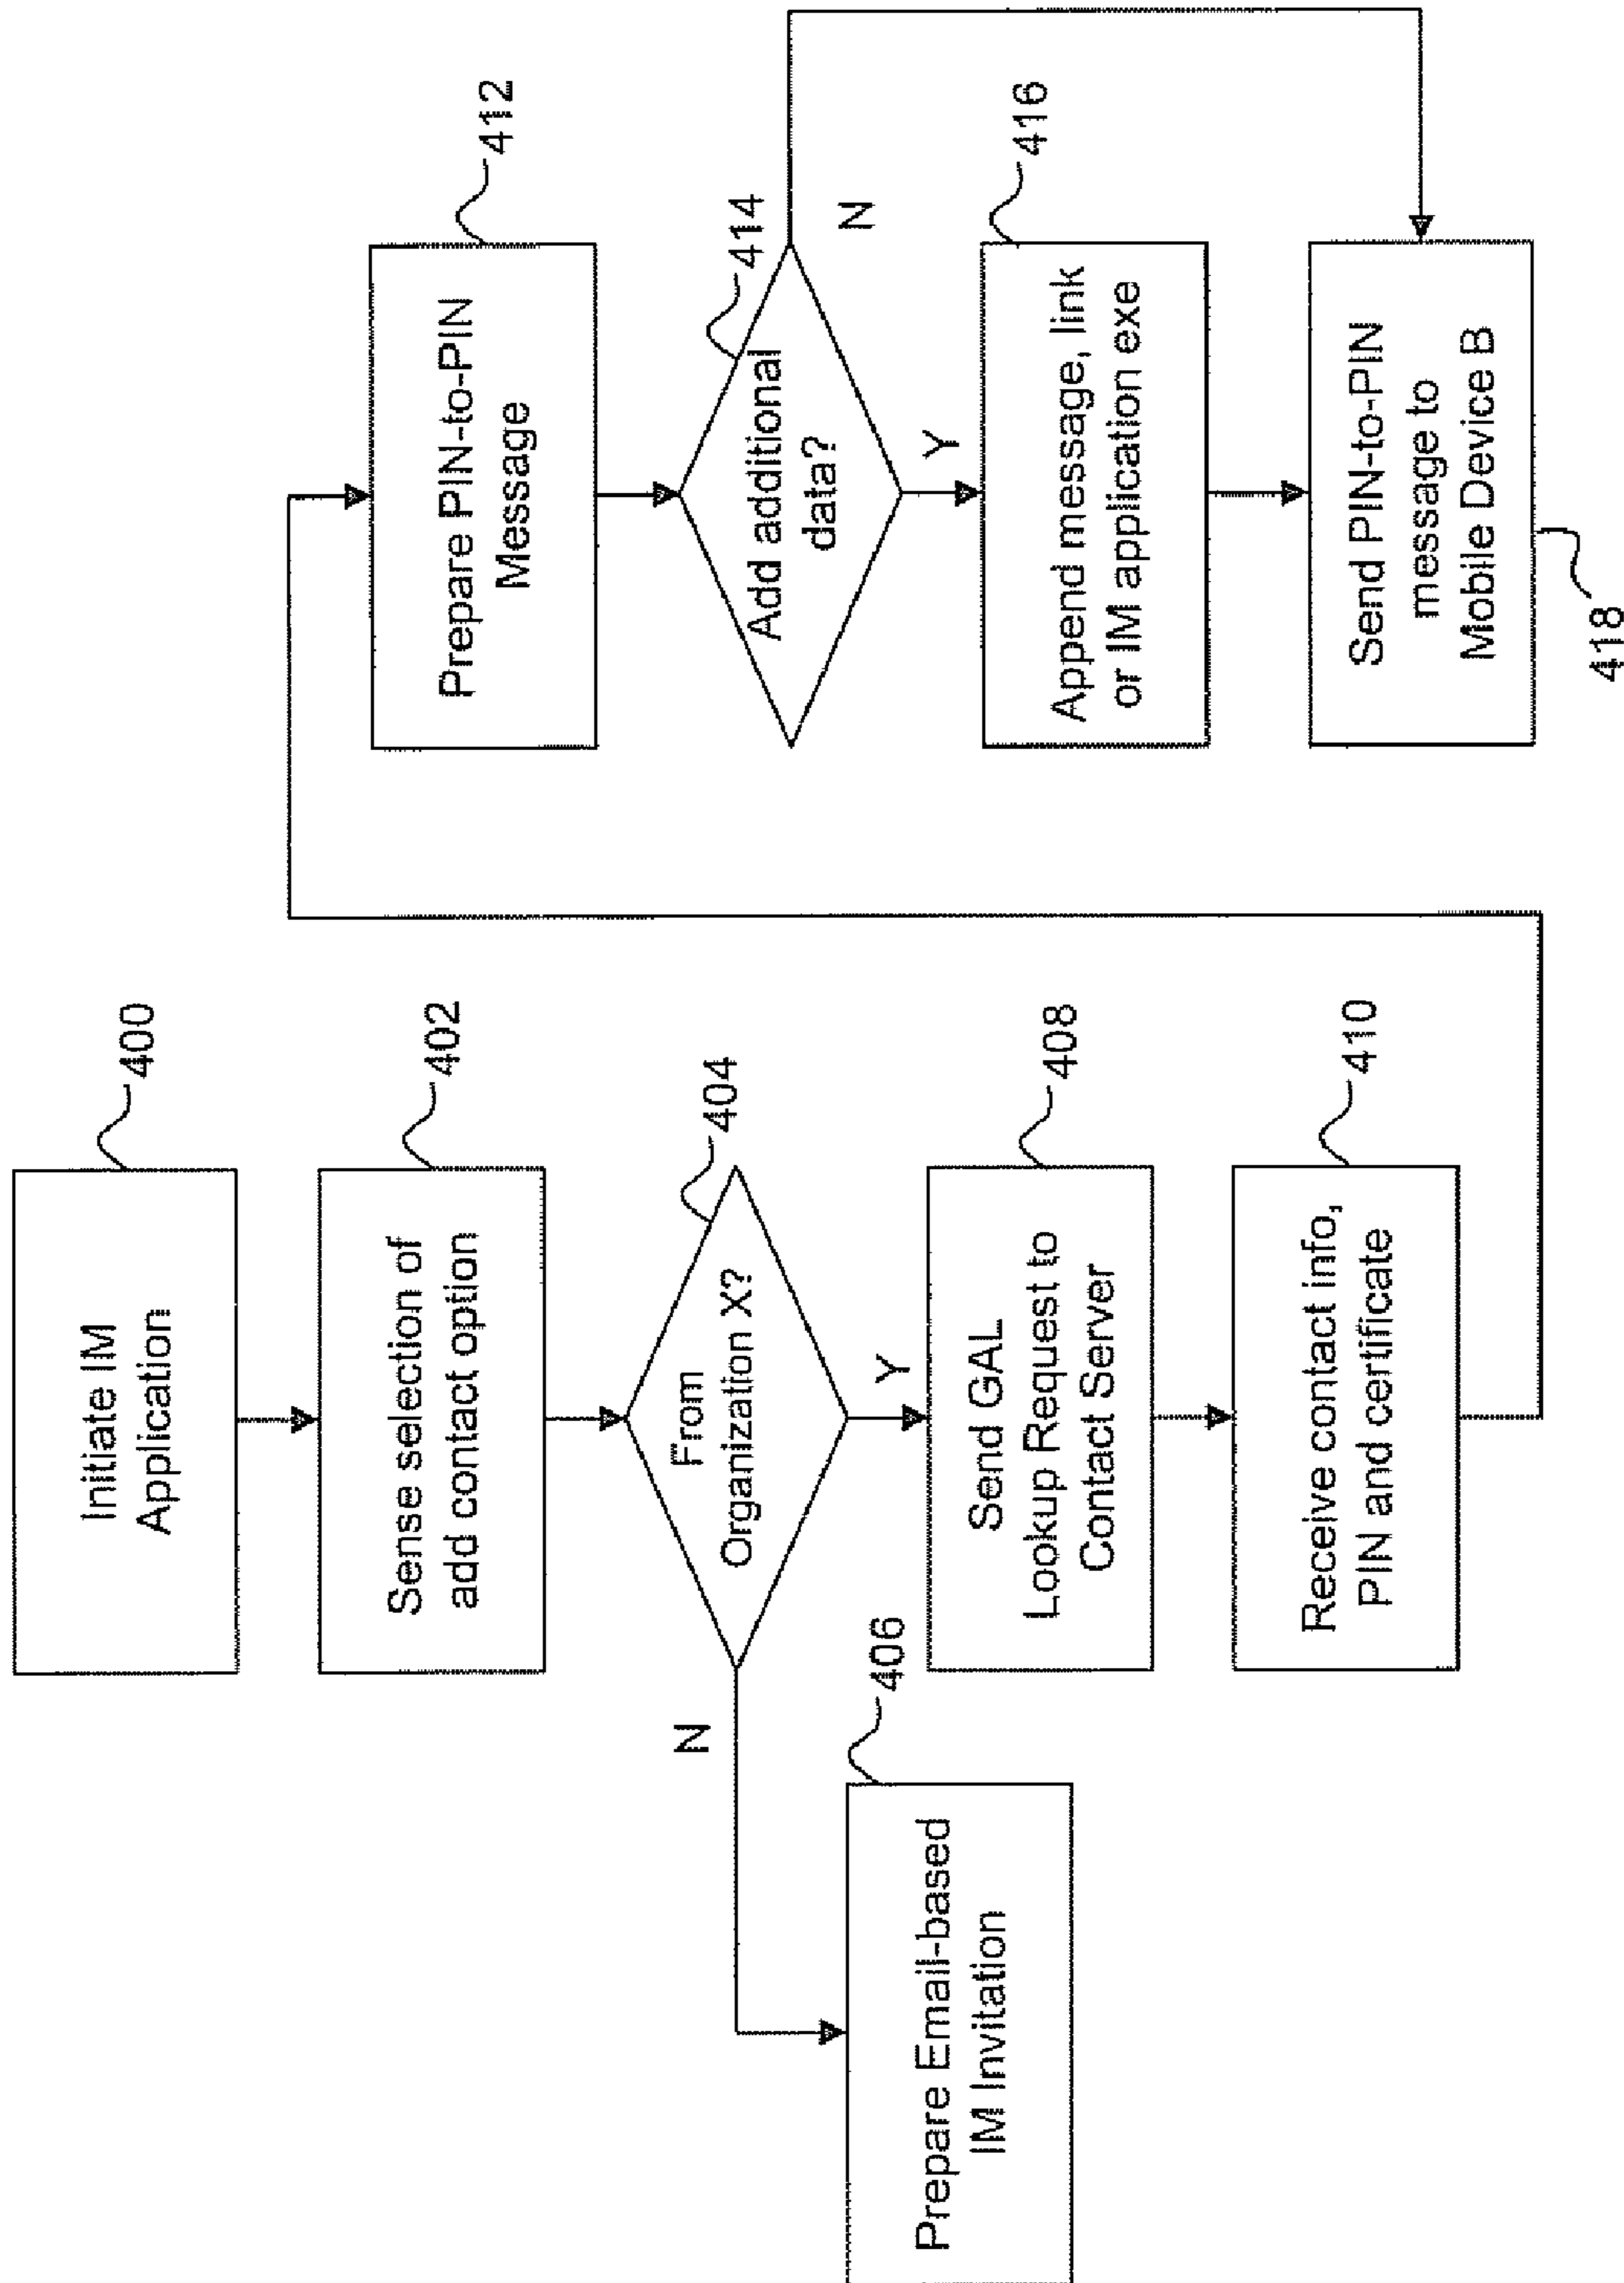 Initiate IM
Application
400
Sense selection of
add contact option
402
From
Organization X?
404
N
Y
Prepare Email-based
IM Invitation
406
Send GAL
Lookup Request to
Contact Server
408
Receive contact info,
PIN and certificate
410
Prepare PIN-to-PIN
Message
412
Add additional
data?
414
N
Y
Append message, link
or IM application exe
416
Send PIN-to-PIN
message to
Mobile Device B
418